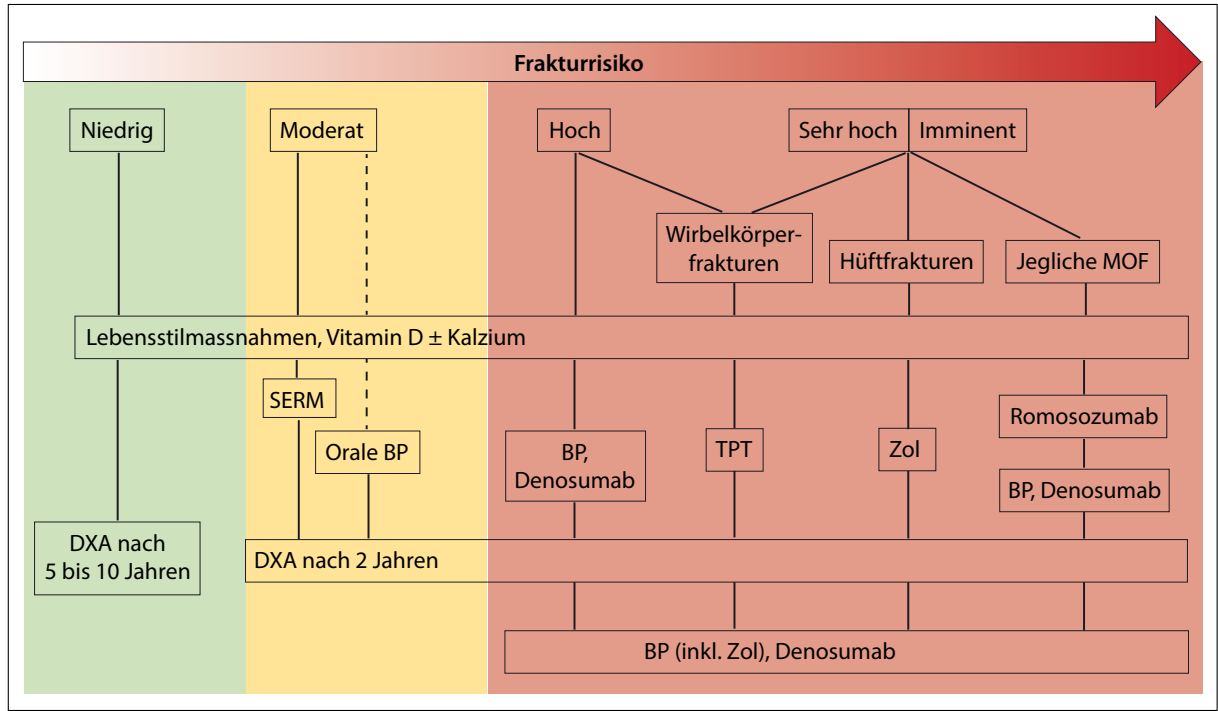 Frakturrisiko
Niedrig
Moderat
Hoch
Sehr hoch
Imminent
Wirbelkörper-
frakturen
Hüftfrakturen
Jegliche MOF
Lebensstilmassnahmen, Vitamin D ± Kalzium
SERM
Orale BP
BP,
Denosumab
TPT
Zol
Romosozumab
BP, Denosumab
DXA nach
5 bis 10 Jahren
DXA nach 2 Jahren
BP (inkl. Zol), Denosumab